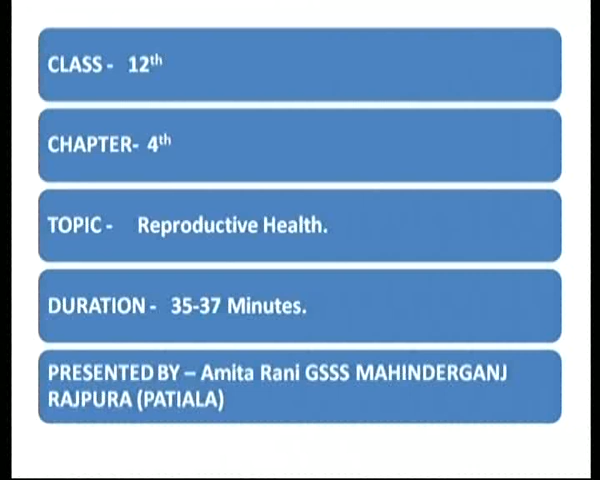 CLASS - 12th
CHAPTER- 4th
TOPIC - Reproductive Health.
DURATION - 35-37 Minutes.
PRESENTED BY – Amita Rani GSSS MAHINDERGANJ
RAJPURA (PATIALA)